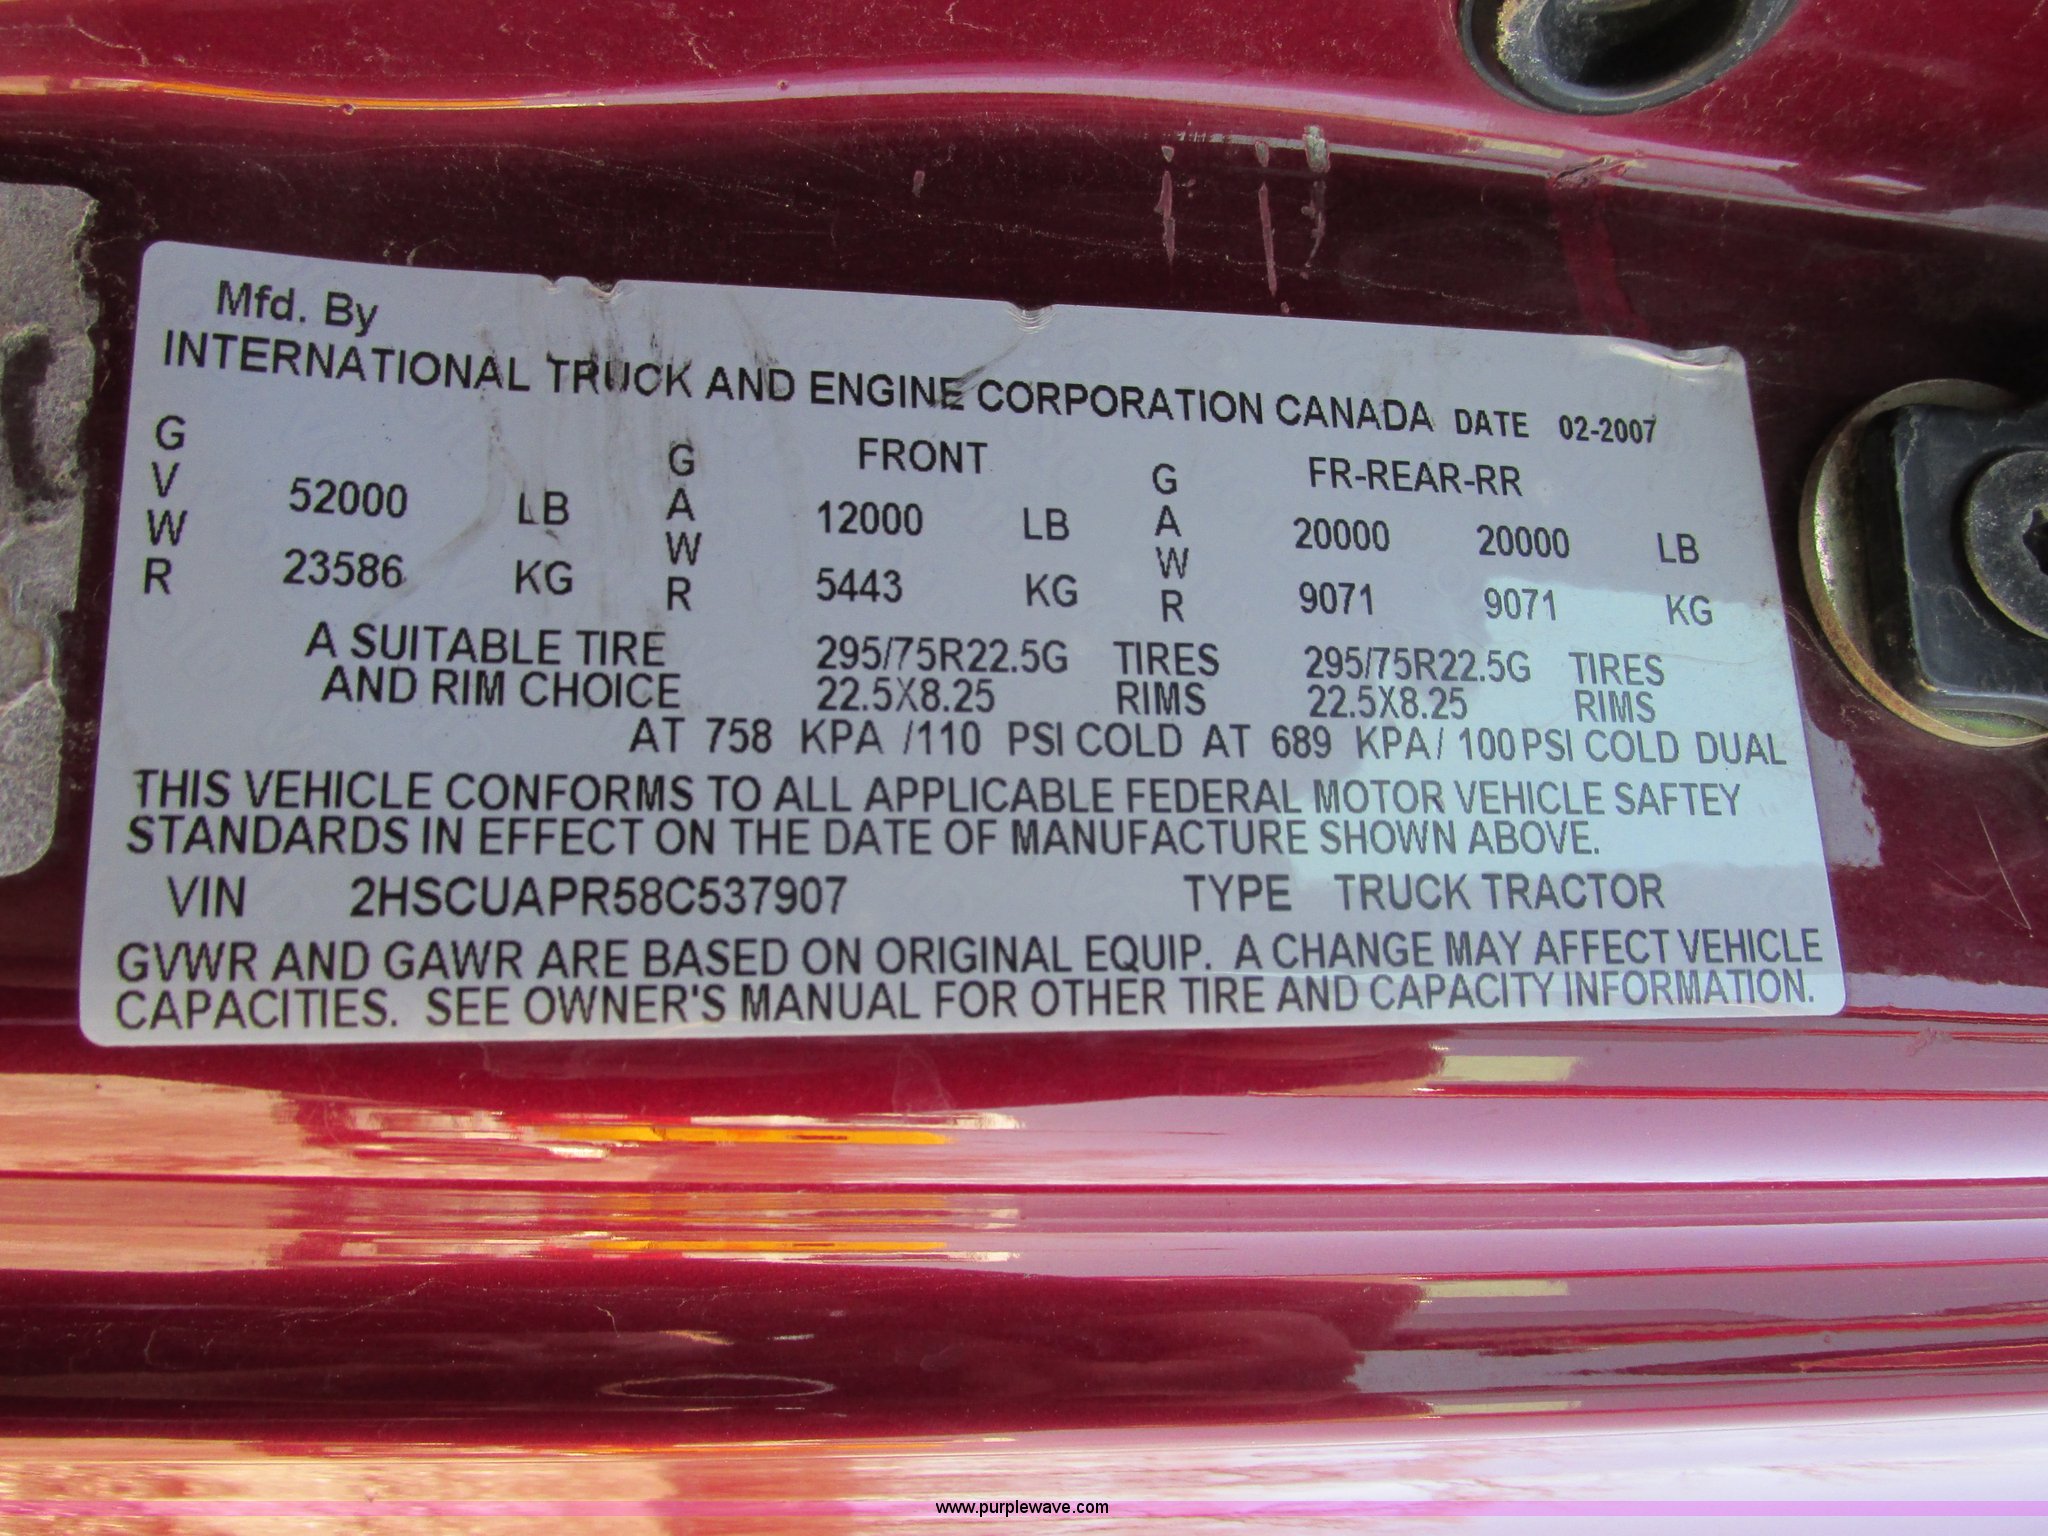 Mfd. By
INTERNATIONAL TRUCK AND ENGINE CORPORATION CANADA DATE 02-2007
GVWR 52000 LB GAWR FRONT 12000 LB GAWR FR-REAR-RR 20000 20000 LB
23586 KG 5443 KG 9071 9071 KG
A SUITABLE TIRE 295/75R22.5G TIRES 295/75R22.5G TIRES
AND RIM CHOICE 22.5X8.25 RIMS 22.5X8.25 RIMS
AT 758 KPA /110 PSI COLD AT 689 KPA/ 100 PSI COLD DUAL
THIS VEHICLE CONFORMS TO ALL APPLICABLE FEDERAL MOTOR VEHICLE SAFTEY
STANDARDS IN EFFECT ON THE DATE OF MANUFACTURE SHOWN ABOVE.
VIN 2HSCUAPR58C537907 TYPE TRUCK TRACTOR
GVWR AND GAWR ARE BASED ON ORIGINAL EQUIP. A CHANGE MAY AFFECT VEHICLE
CAPACITIES. SEE OWNER'S MANUAL FOR OTHER TIRE AND CAPACITY INFORMATION.
www.purplewave.com